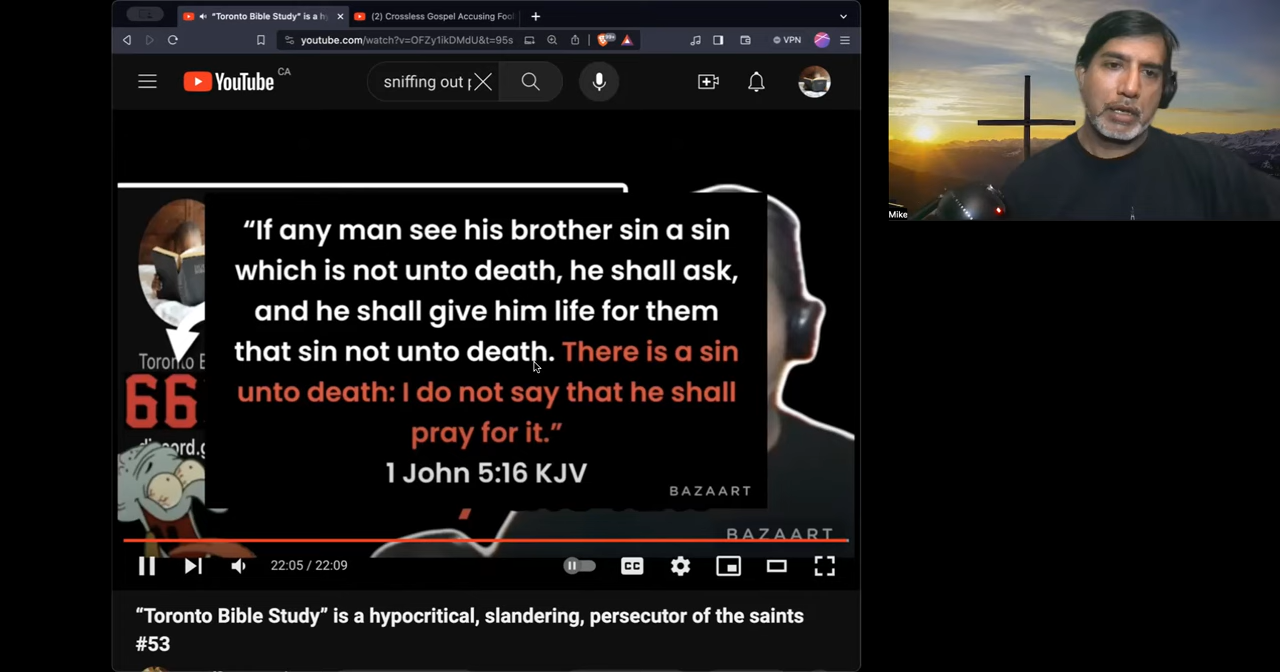 "Toronto Bible Study" is a h
(2) Crossless Gospel Accusing Fool
youtube.com/watch?v=OFZy1ikDMdU&t=95s
99+
VPN
YouTube CA
sniffing out
Mike
"If any man see his brother sin a sin
which is not unto death, he shall ask,
and he shall give him life for them
that sin not unto death. There is a sin
unto death: I do not say that he shall
pray for it."
1 John 5:16 KJV
BAZAART
Toronto B
66
discord.g
BAZAART
22:05 / 22:09
CC
"Toronto Bible Study" is a hypocritical, slandering, persecutor of the saints
#53